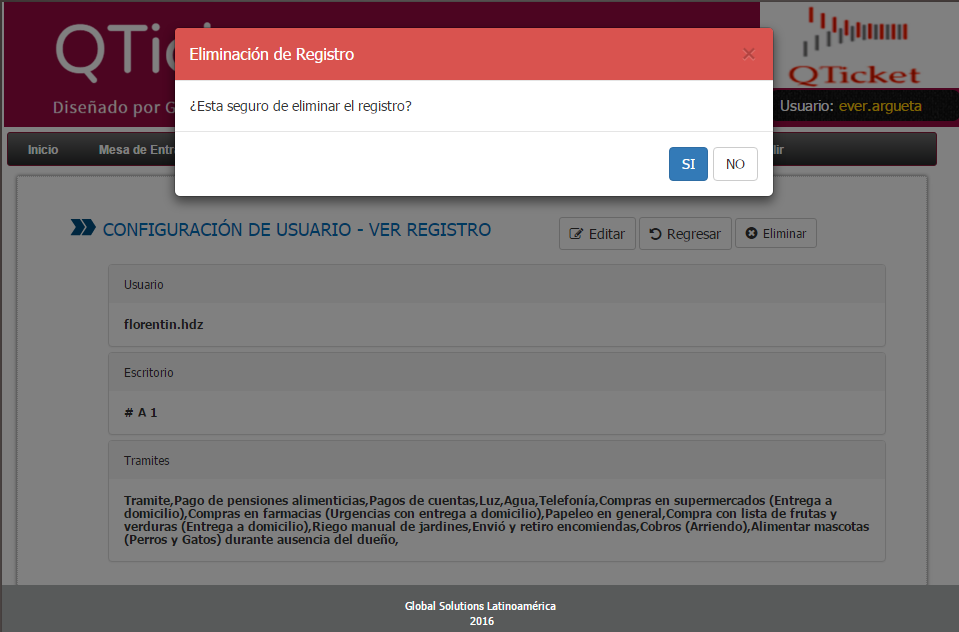 QTic
Diseñado por G
QTicket
Usuario: ever.argueta
Eliminación de Registro ×
¿Esta seguro de eliminar el registro?
SI NO
Inicio Mesa de Entr lir
CONFIGURACIÓN DE USUARIO - VER REGISTRO Editar Regresar Eliminar
Usuario
florentin.hdz
Escritorio
# A 1
Tramites
Tramite,Pago de pensiones alimenticias,Pagos de cuentas,Luz,Agua,Telefonía,Compras en supermercados (Entrega a
domicilio),Compras en farmacias (Urgencias con entrega a domicilio),Papeleo en general,Compra con lista de frutas y
verduras (Entrega a domicilio),Riego manual de jardines,Envió y retiro encomiendas,Cobros (Arriendo),Alimentar mascotas
(Perros y Gatos) durante ausencia del dueño,
Global Solutions Latinoamérica
2016